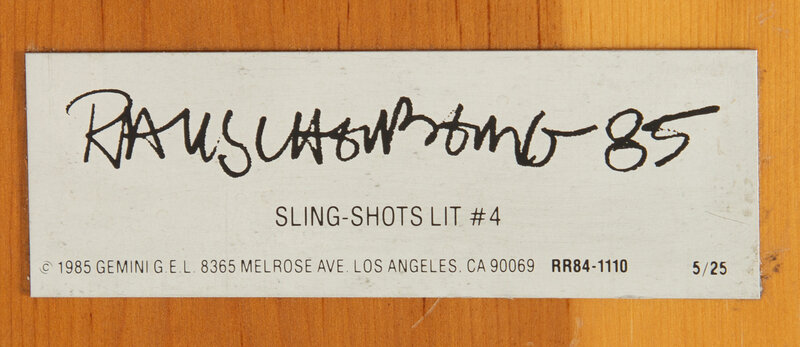 RAUSCHENBERG 85
SLING-SHOTS LIT #4
© 1985 GEMINI G.E.L. 8365 MELROSE AVE. LOS ANGELES, CA 90069 RR84-1110 5/25